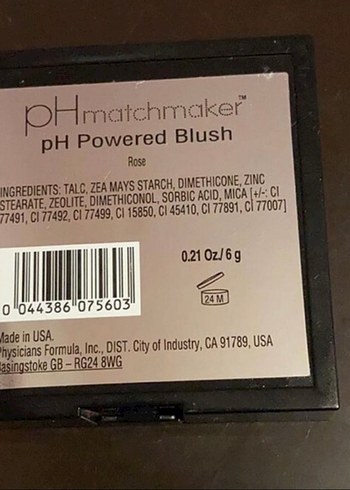 pHmatchmaker™
pH Powered Blush
Rose
INGREDIENTS: TALC, ZEA MAYS STARCH, DIMETHICONE, ZINC
STEARATE, ZEOLITE, DIMETHICONOL, SORBIC ACID, MICA [+/-: CI
77491, CI 77492, CI 77499, CI 15850, CI 45410, CI 77891, CI 77007]
0.21 Oz./6 g
24 M
0 044386 075603
Made in USA.
Physicians Formula, Inc., DIST. City of Industry, CA 91789, USA
Basingstoke GB – RG24 8WG